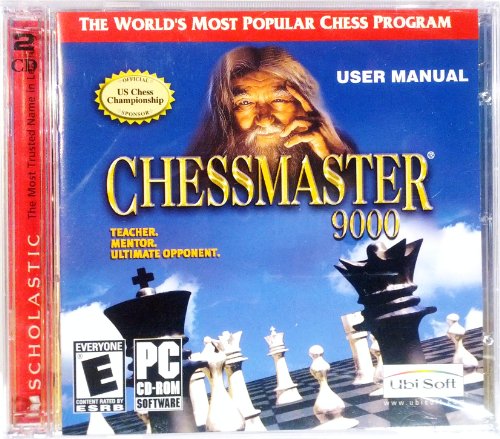 THE WORLD'S MOST POPULAR CHESS PROGRAM
USER MANUAL
OFFICIAL
US Chess
Championship
SPONSOR
CHESSMASTER®
9000
TEACHER.
MENTOR.
ULTIMATE OPPONENT.
EVERYONE
E
CONTENT RATED BY
ESRB
PC
CD-ROM
SOFTWARE
Ubi Soft
2
CD
SCHOLASTIC The Most Trusted Name in